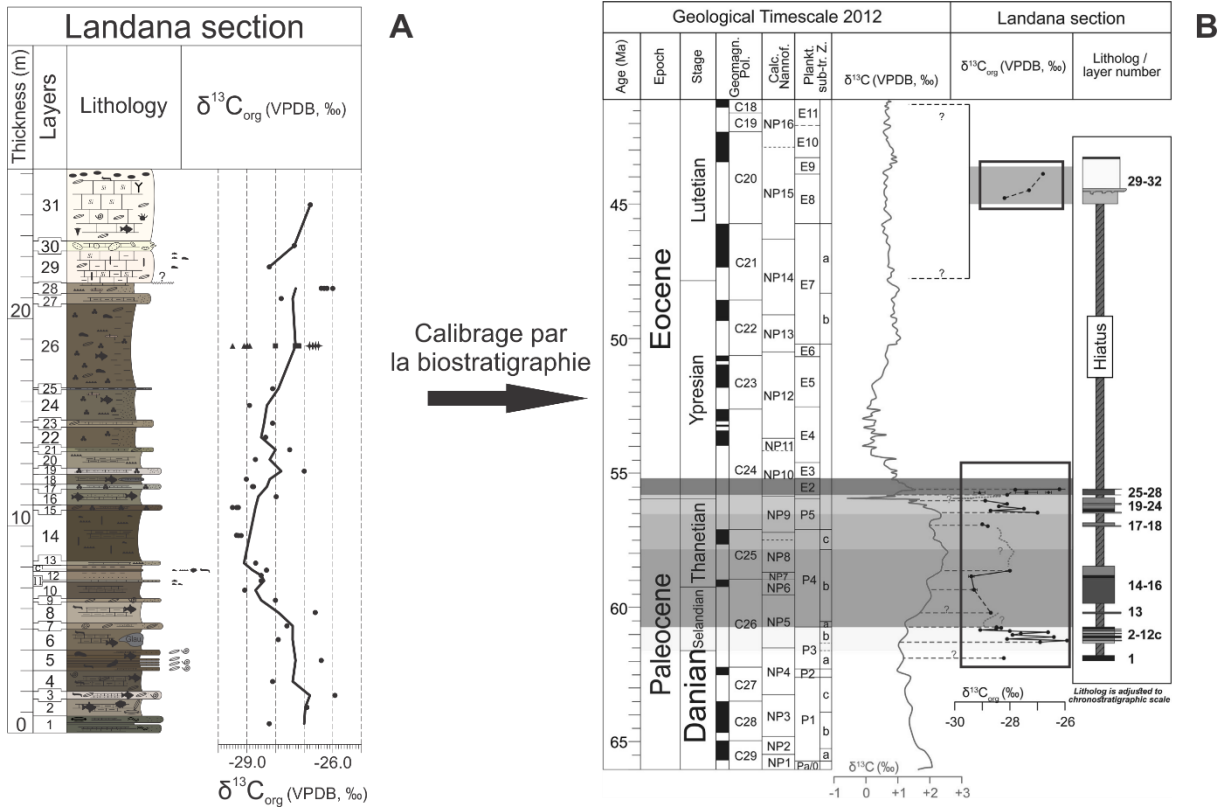 Landana section
A
Thickness (m)
Layers
Lithology
δ¹³Corg (VPDB, ‰)
31
30
29
?
28
27
20
26
25
24
23
22
21
20
19
18
17
16
15
10
14
13
12
11
10
9
8
7
6
Glau
5
4
3
2
1
0
-29.0
-26.0
δ¹³Corg (VPDB, ‰)
Calibrage par
la biostratigraphie
B
Geological Timescale 2012
Landana section
Age (Ma)
Epoch
Stage
Geomagn.
Pol.
Calc.
Nannof.
Plankt.
sub-tr. Z.
δ¹³C (VPDB, ‰)
δ¹³Corg (VPDB, ‰)
Litholog /
layer number
45
50
55
60
65
Eocene
Paleocene
Lutetian
Ypresian
Thanetian
Selandian
Danian
C18
C19
C20
C21
C22
C23
C24
C25
C26
C27
C28
C29
NP16
NP15
NP14
NP13
NP12
NP11
NP10
NP9
NP8
NP7
NP6
NP5
NP4
NP3
NP2
NP1
E11
E10
E9
E8
E7
a
b
E6
E5
E4
E3
E2
P5
P4
c
b
a
P3
b
a
P2
P1
c
b
a
Pa/0
?
?
?
?
?
?
29-32
Hiatus
25-28
19-24
17-18
14-16
13
2-12c
1
Litholog is adjusted to
chronostratigraphic scale
δ¹³Corg (‰)
-30 -28 -26
δ¹³C (‰)
-1 0 +1 +2 +3